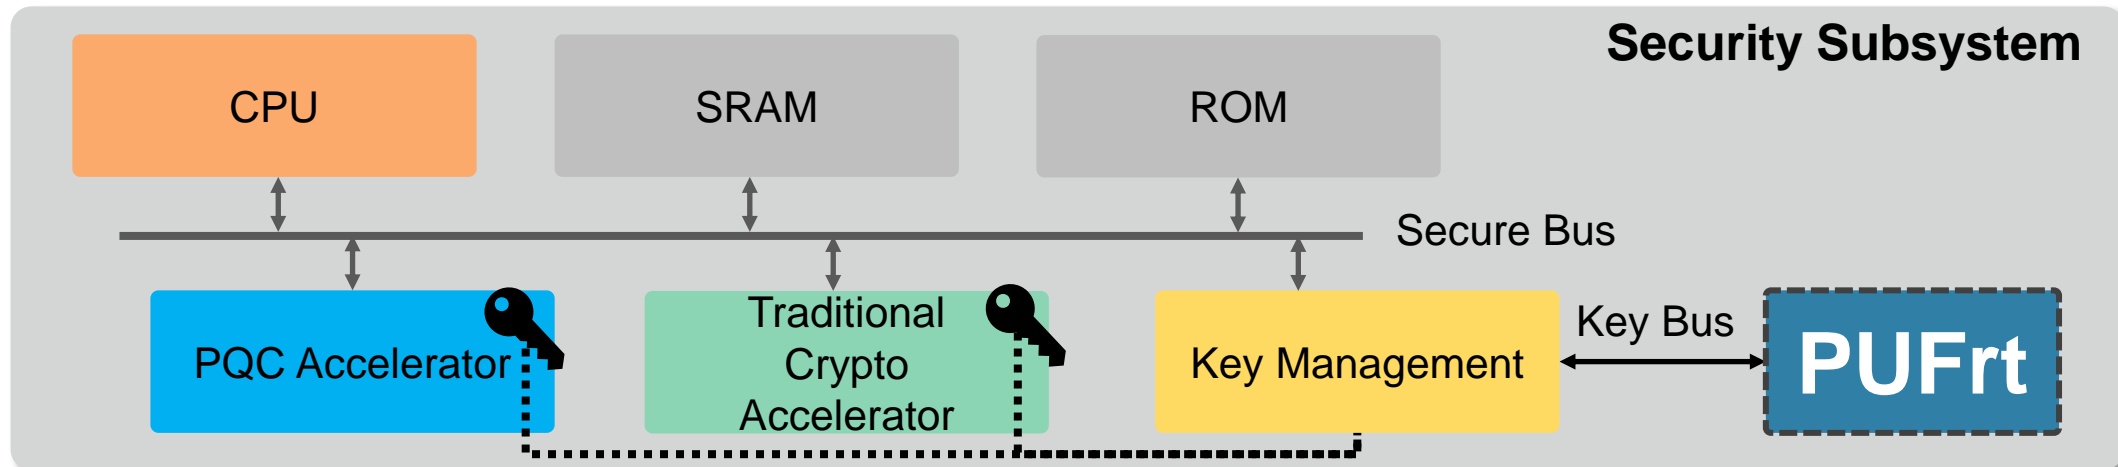 Security Subsystem
CPU
SRAM
ROM
Secure Bus
PQC Accelerator
Traditional
Crypto
Accelerator
Key Management
Key Bus
PUFrt